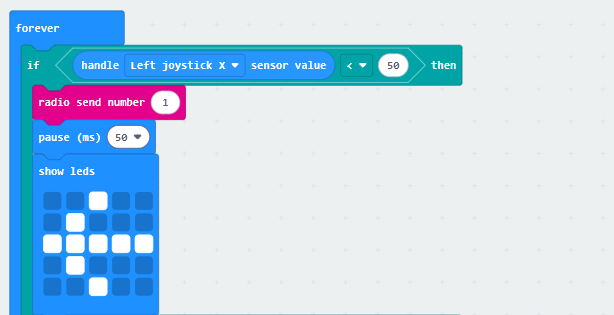 forever
if handle Left joystick X sensor value < 50 then
radio send number 1
pause (ms) 50
show leds